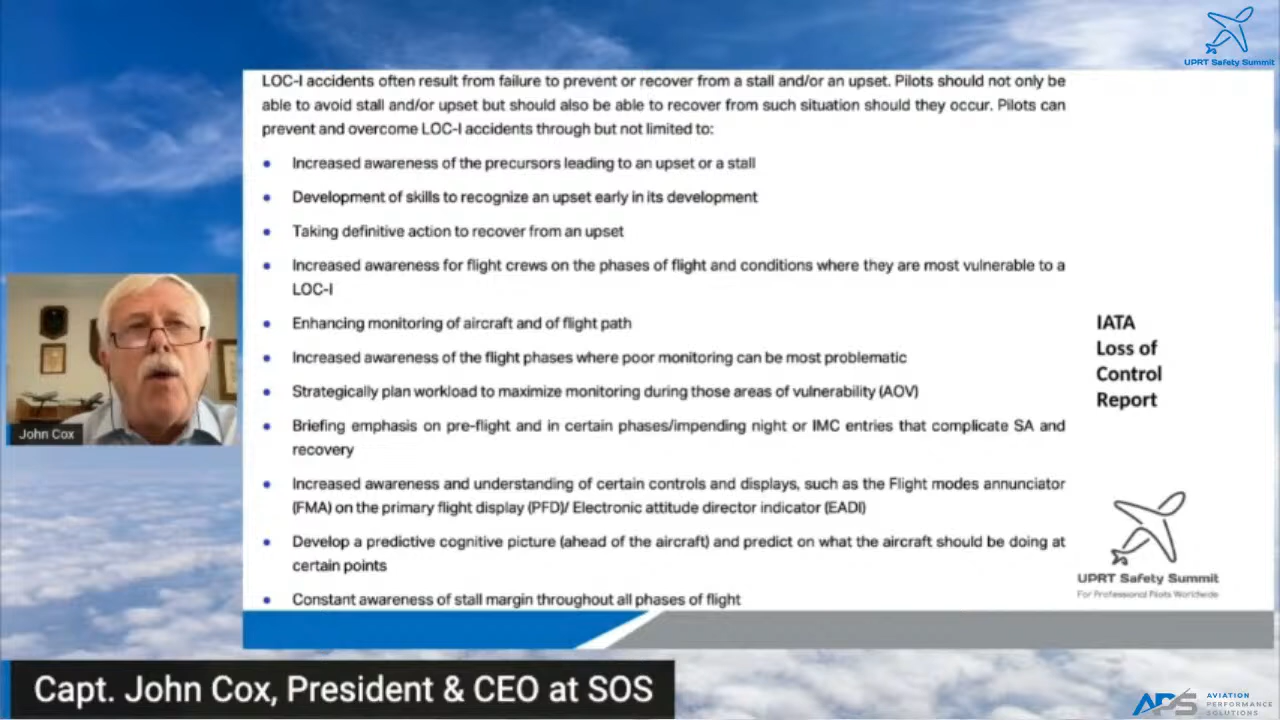 UPRT Safety Summit
LOC-I accidents often result from failure to prevent or recover from a stall and/or an upset. Pilots should not only be
able to avoid stall and/or upset but should also be able to recover from such situation should they occur. Pilots can
prevent and overcome LOC-I accidents through but not limited to:
• Increased awareness of the precursors leading to an upset or a stall
• Development of skills to recognize an upset early in its development
• Taking definitive action to recover from an upset
• Increased awareness for flight crews on the phases of flight and conditions where they are most vulnerable to a
LOC-I
• Enhancing monitoring of aircraft and of flight path
• Increased awareness of the flight phases where poor monitoring can be most problematic
• Strategically plan workload to maximize monitoring during those areas of vulnerability (AOV)
• Briefing emphasis on pre-flight and in certain phases/impending night or IMC entries that complicate SA and
recovery
• Increased awareness and understanding of certain controls and displays, such as the Flight modes annunciator
(FMA) on the primary flight display (PFD)/ Electronic attitude director indicator (EADI)
• Develop a predictive cognitive picture (ahead of the aircraft) and predict on what the aircraft should be doing at
certain points
• Constant awareness of stall margin throughout all phases of flight
IATA
Loss of
Control
Report
UPRT Safety Summit
For Professional Pilots Worldwide
John Cox
Capt. John Cox, President & CEO at SOS
APS
AVIATION
PERFORMANCE
SOLUTIONS